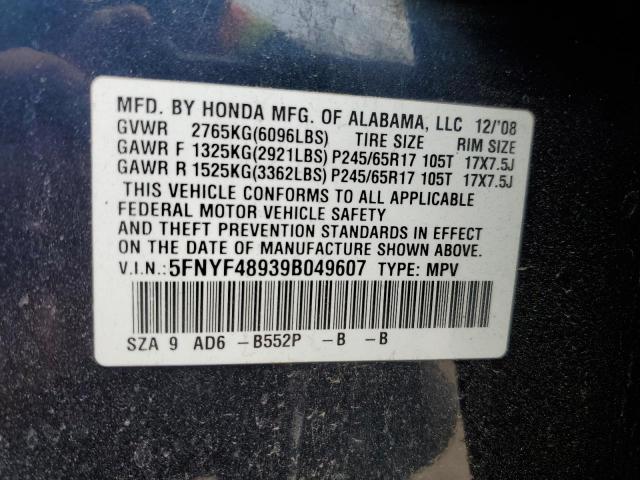 MFD. BY HONDA MFG. OF ALABAMA, LLC 12/'08
GVWR 2765KG(6096LBS) TIRE SIZE RIM SIZE
GAWR F 1325KG(2921LBS) P245/65R17 105T 17X7.5J
GAWR R 1525KG(3362LBS) P245/65R17 105T 17X7.5J
THIS VEHICLE CONFORMS TO ALL APPLICABLE
FEDERAL MOTOR VEHICLE SAFETY
AND THEFT PREVENTION STANDARDS IN EFFECT
ON THE DATE OF MANUFACTURE SHOWN ABOVE.
V.I.N.: 5FNYF48939B049607 TYPE: MPV
SZA 9 AD6 -B552P -B -B